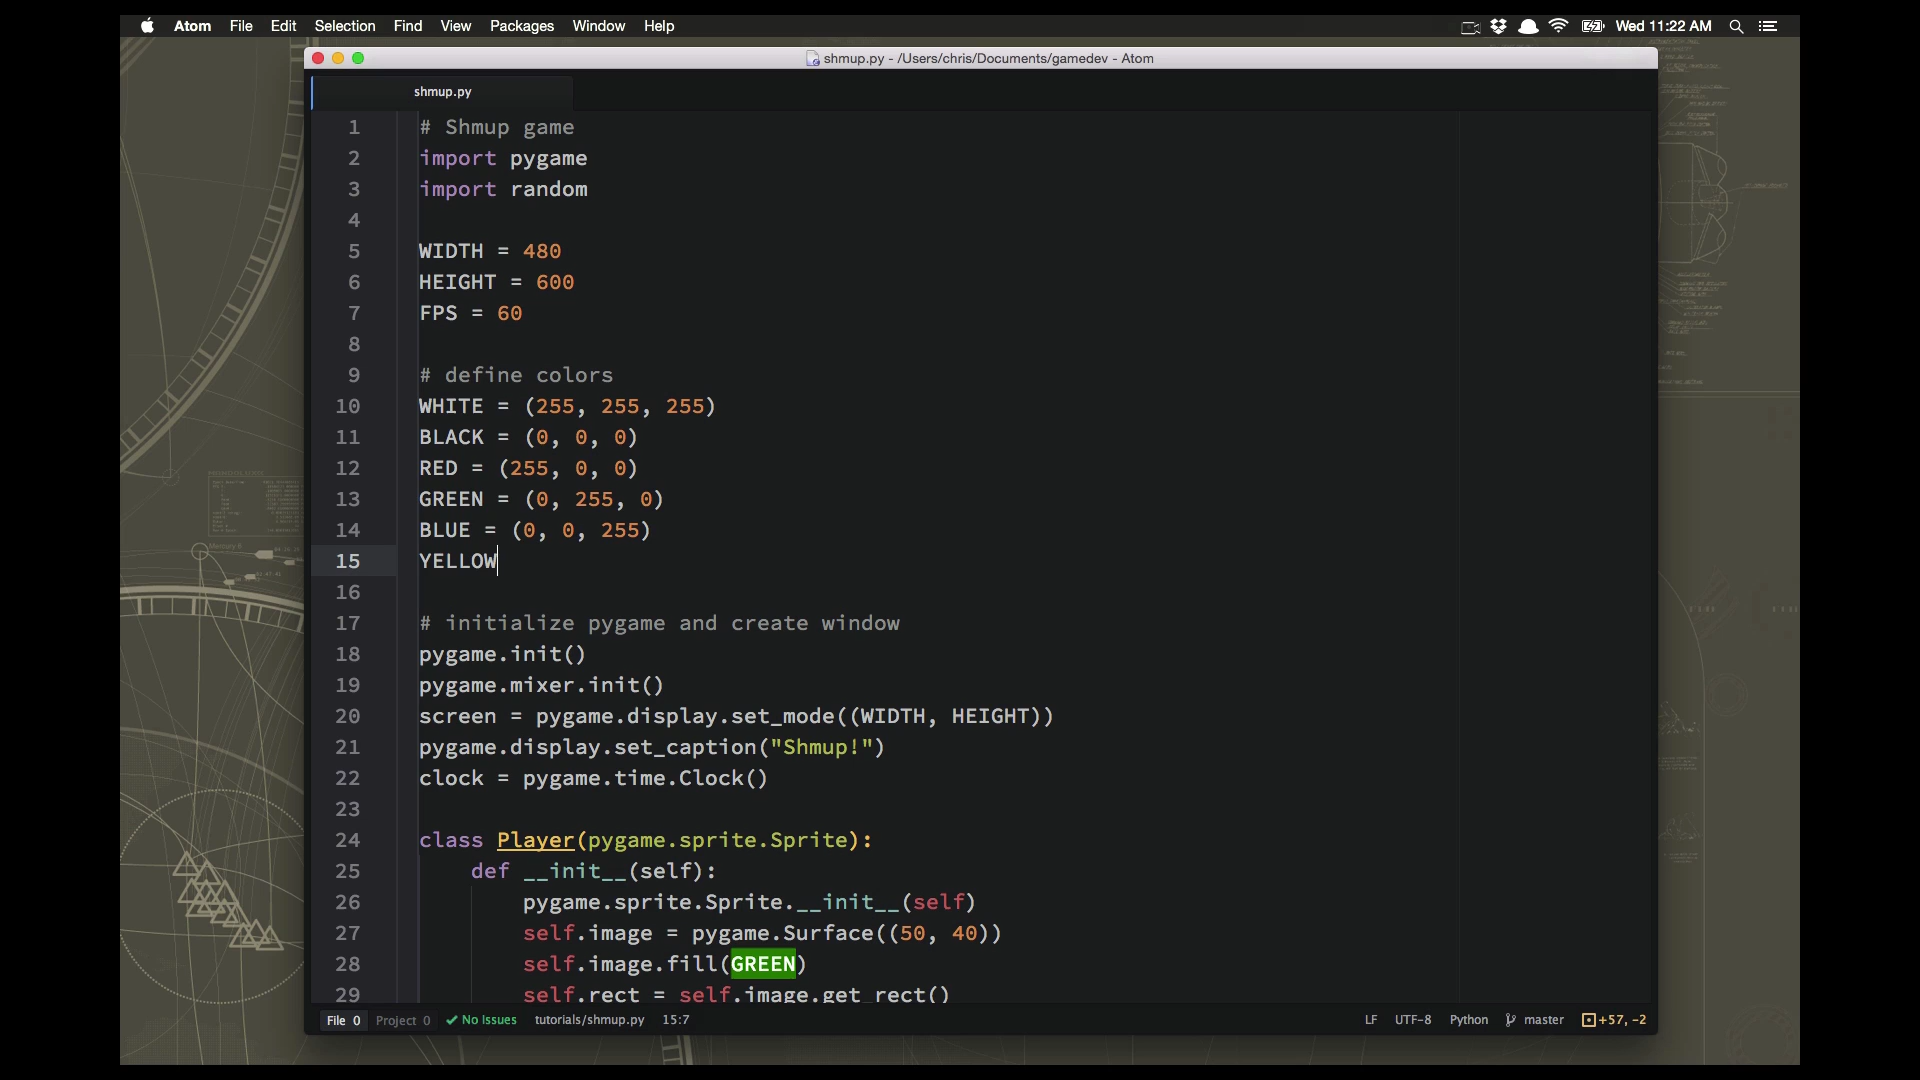 Atom File Edit Selection Find View Packages Window Help Wed 11:22 AM
shmup.py - /Users/chris/Documents/gamedev - Atom
shmup.py
1 # Shmup game
2 import pygame
3 import random
4
5 WIDTH = 480
6 HEIGHT = 600
7 FPS = 60
8
9 # define colors
10 WHITE = (255, 255, 255)
11 BLACK = (0, 0, 0)
12 RED = (255, 0, 0)
13 GREEN = (0, 255, 0)
14 BLUE = (0, 0, 255)
15 YELLOW
16
17 # initialize pygame and create window
18 pygame.init()
19 pygame.mixer.init()
20 screen = pygame.display.set_mode((WIDTH, HEIGHT))
21 pygame.display.set_caption("Shmup!")
22 clock = pygame.time.Clock()
23
24 class Player(pygame.sprite.Sprite):
25 def __init__(self):
26 pygame.sprite.Sprite.__init__(self)
27 self.image = pygame.Surface((50, 40))
28 self.image.fill(GREEN)
29 self.rect = self.image.get_rect()
File 0 Project 0 No Issues tutorials/shmup.py 15:7 LF UTF-8 Python master +57, -2